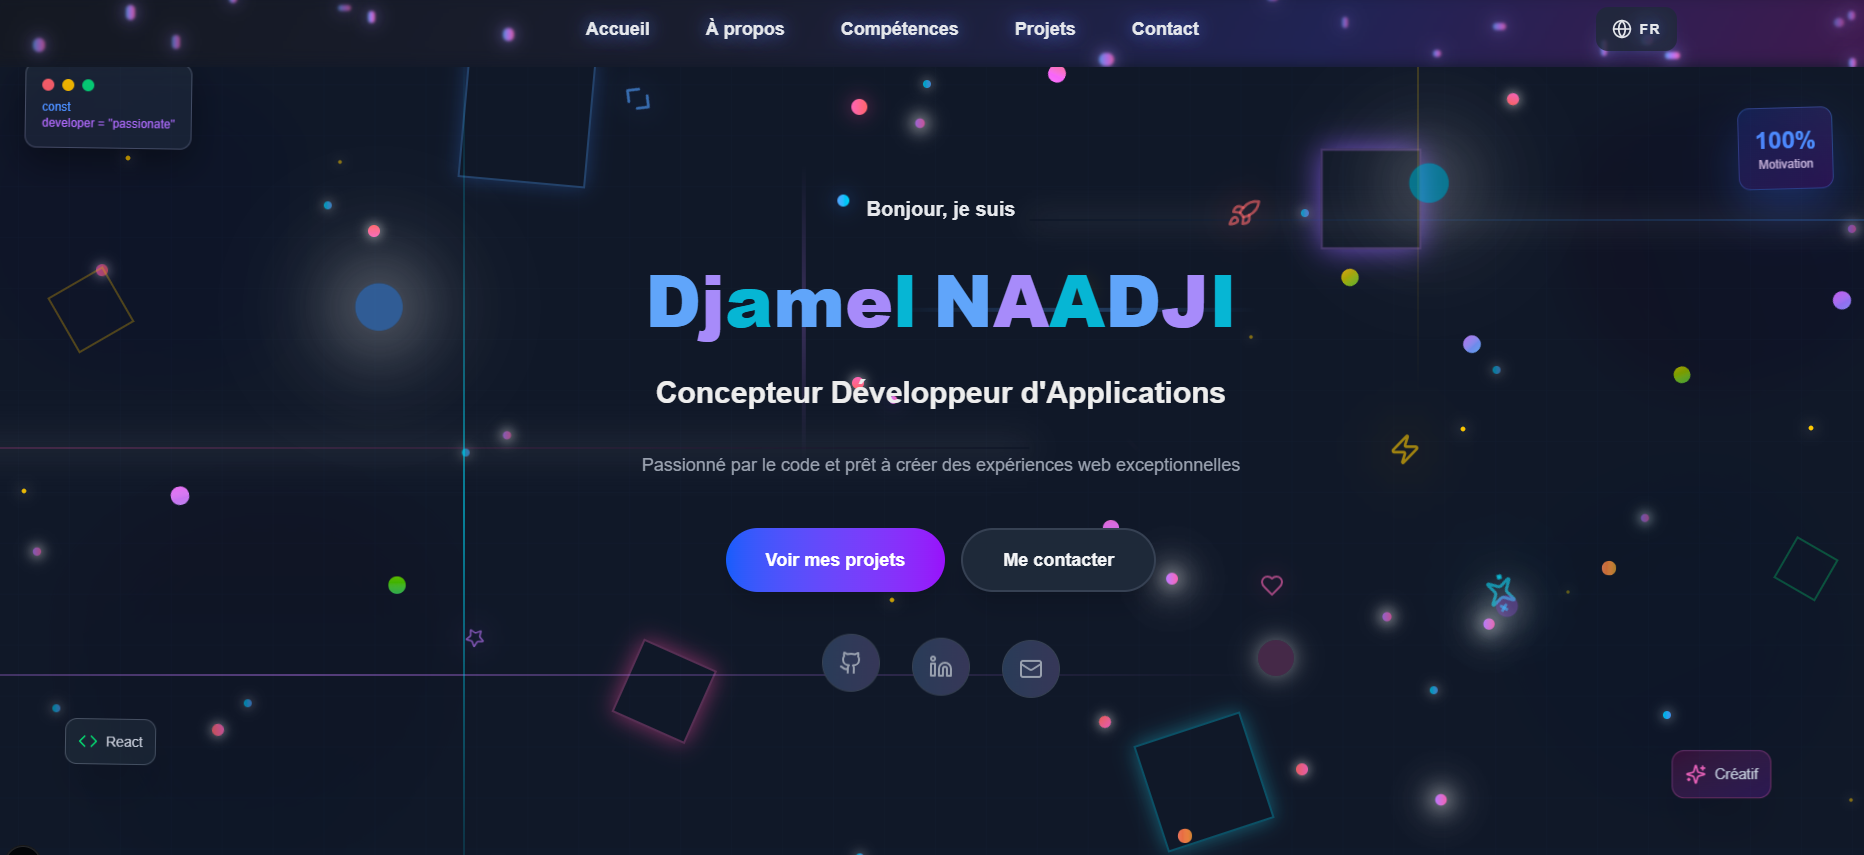 Accueil
À propos
Compétences
Projets
Contact
FR
const
developer = "passionate"
100%
Motivation
Bonjour, je suis
Djamel NAADJI
Concepteur Développeur d'Applications
Passionné par le code et prêt à créer des expériences web exceptionnelles
Voir mes projets
Me contacter
React
Créatif